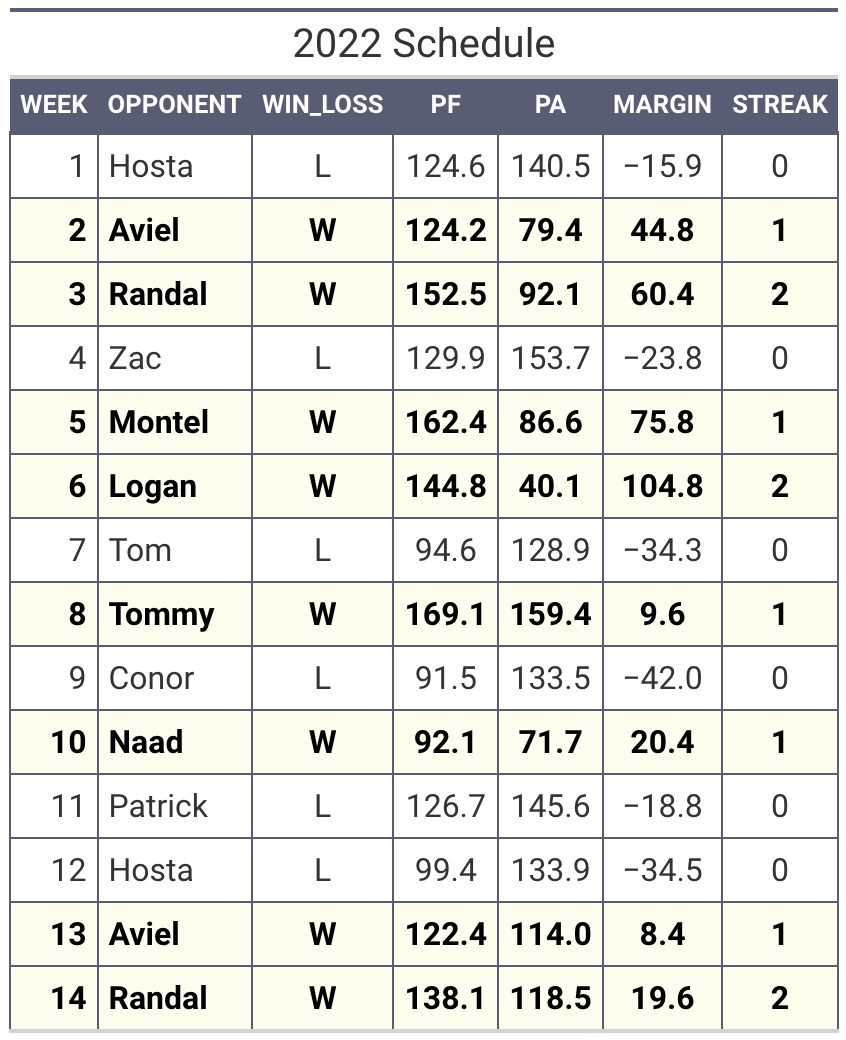 2022 Schedule
WEEK OPPONENT WIN_LOSS PF PA MARGIN STREAK
1 Hosta L 124.6 140.5 −15.9 0
2 Aviel W 124.2 79.4 44.8 1
3 Randal W 152.5 92.1 60.4 2
4 Zac L 129.9 153.7 −23.8 0
5 Montel W 162.4 86.6 75.8 1
6 Logan W 144.8 40.1 104.8 2
7 Tom L 94.6 128.9 −34.3 0
8 Tommy W 169.1 159.4 9.6 1
9 Conor L 91.5 133.5 −42.0 0
10 Naad W 92.1 71.7 20.4 1
11 Patrick L 126.7 145.6 −18.8 0
12 Hosta L 99.4 133.9 −34.5 0
13 Aviel W 122.4 114.0 8.4 1
14 Randal W 138.1 118.5 19.6 2